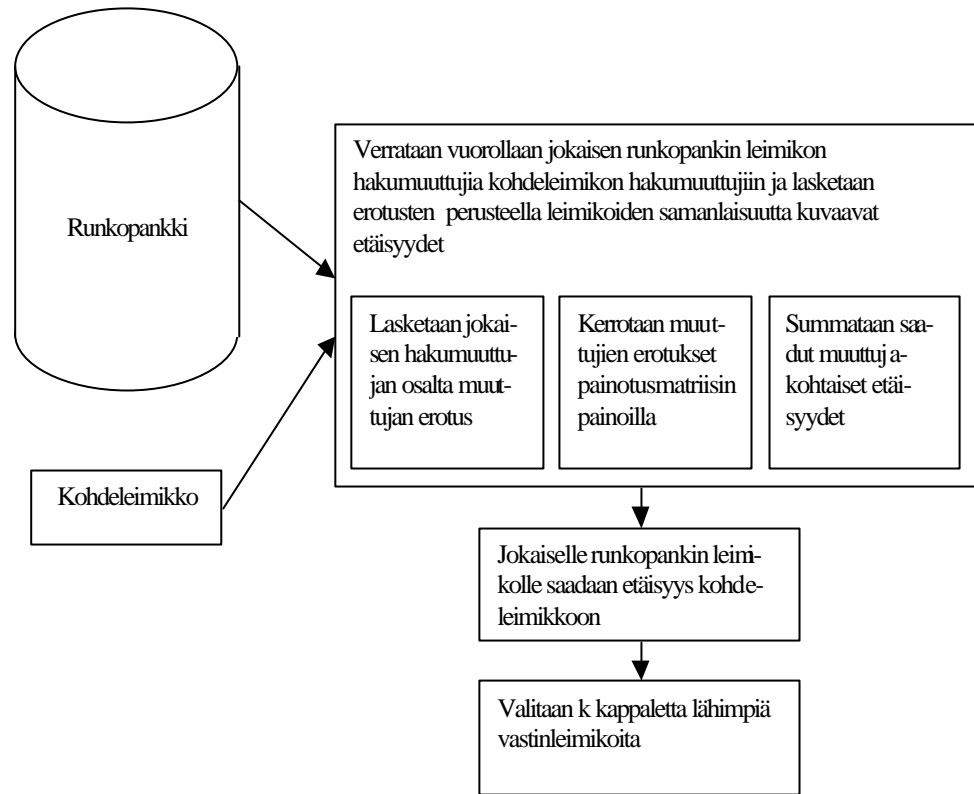 Runkopankki
Verrataan vuorollaan jokaisen runkopankin leimikon
hakumuuttujia kohdeleimikon hakumuuttujiin ja lasketaan
erotusten perusteella leimikoiden samanlaisuutta kuvaavat
etäisyydet
Lasketaan jokai-
sen hakumuuttu-
jan osalta muut-
tujan erotus
Kerrotaan muut-
tujien erotukset
painotusmatriisin
painoilla
Summataan saa-
dut muuttuja-
kohtaiset etäi-
syydet
Kohdeleimikko
Jokaiselle runkopankin leimi-
kolle saadaan etäisyys kohde-
leimikkoon
Valitaan k kappaletta lähimpiä
vastinleimikoita